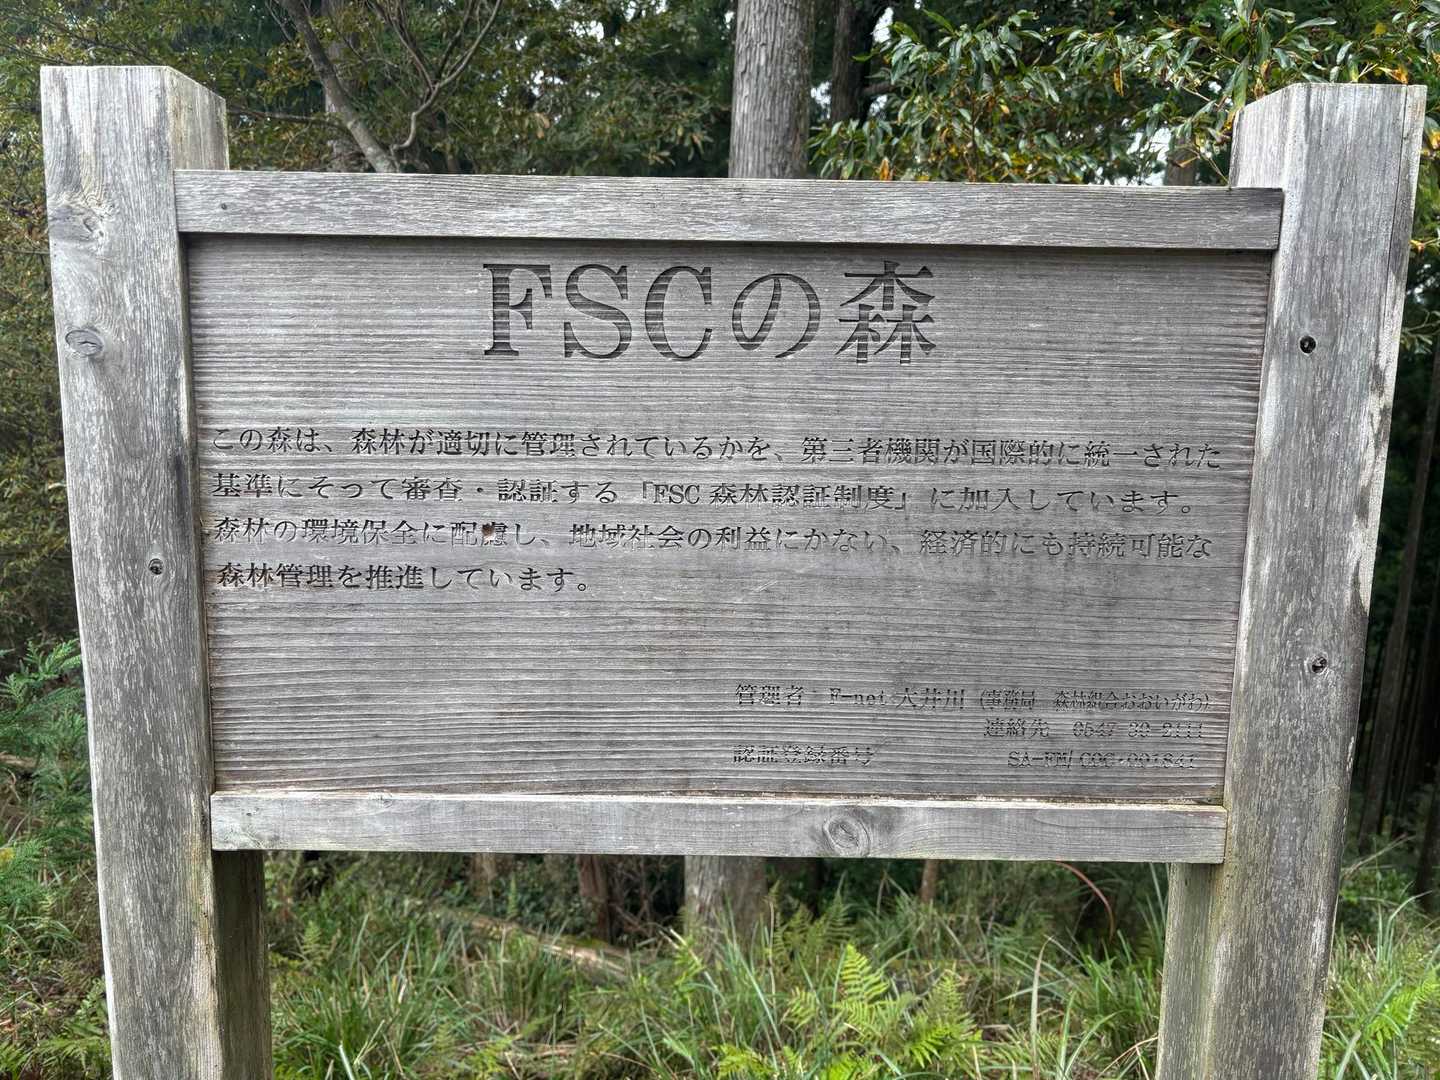 FSCの森
この森は、森林が適切に管理されているかを、第三者機関が国際的に統一された
基準にそって審査・認証する「FSC 森林認証制度」に加入しています。
森林の環境保全に配慮し、地域社会の利益にかない、経済的にも持続可能な
森林管理を推進しています。
管理者 F-net 大井川 (事務局 森林組合おおいがわ)
連絡先 0547-30-2111
認証登録番号 SA-FM/COC-001841